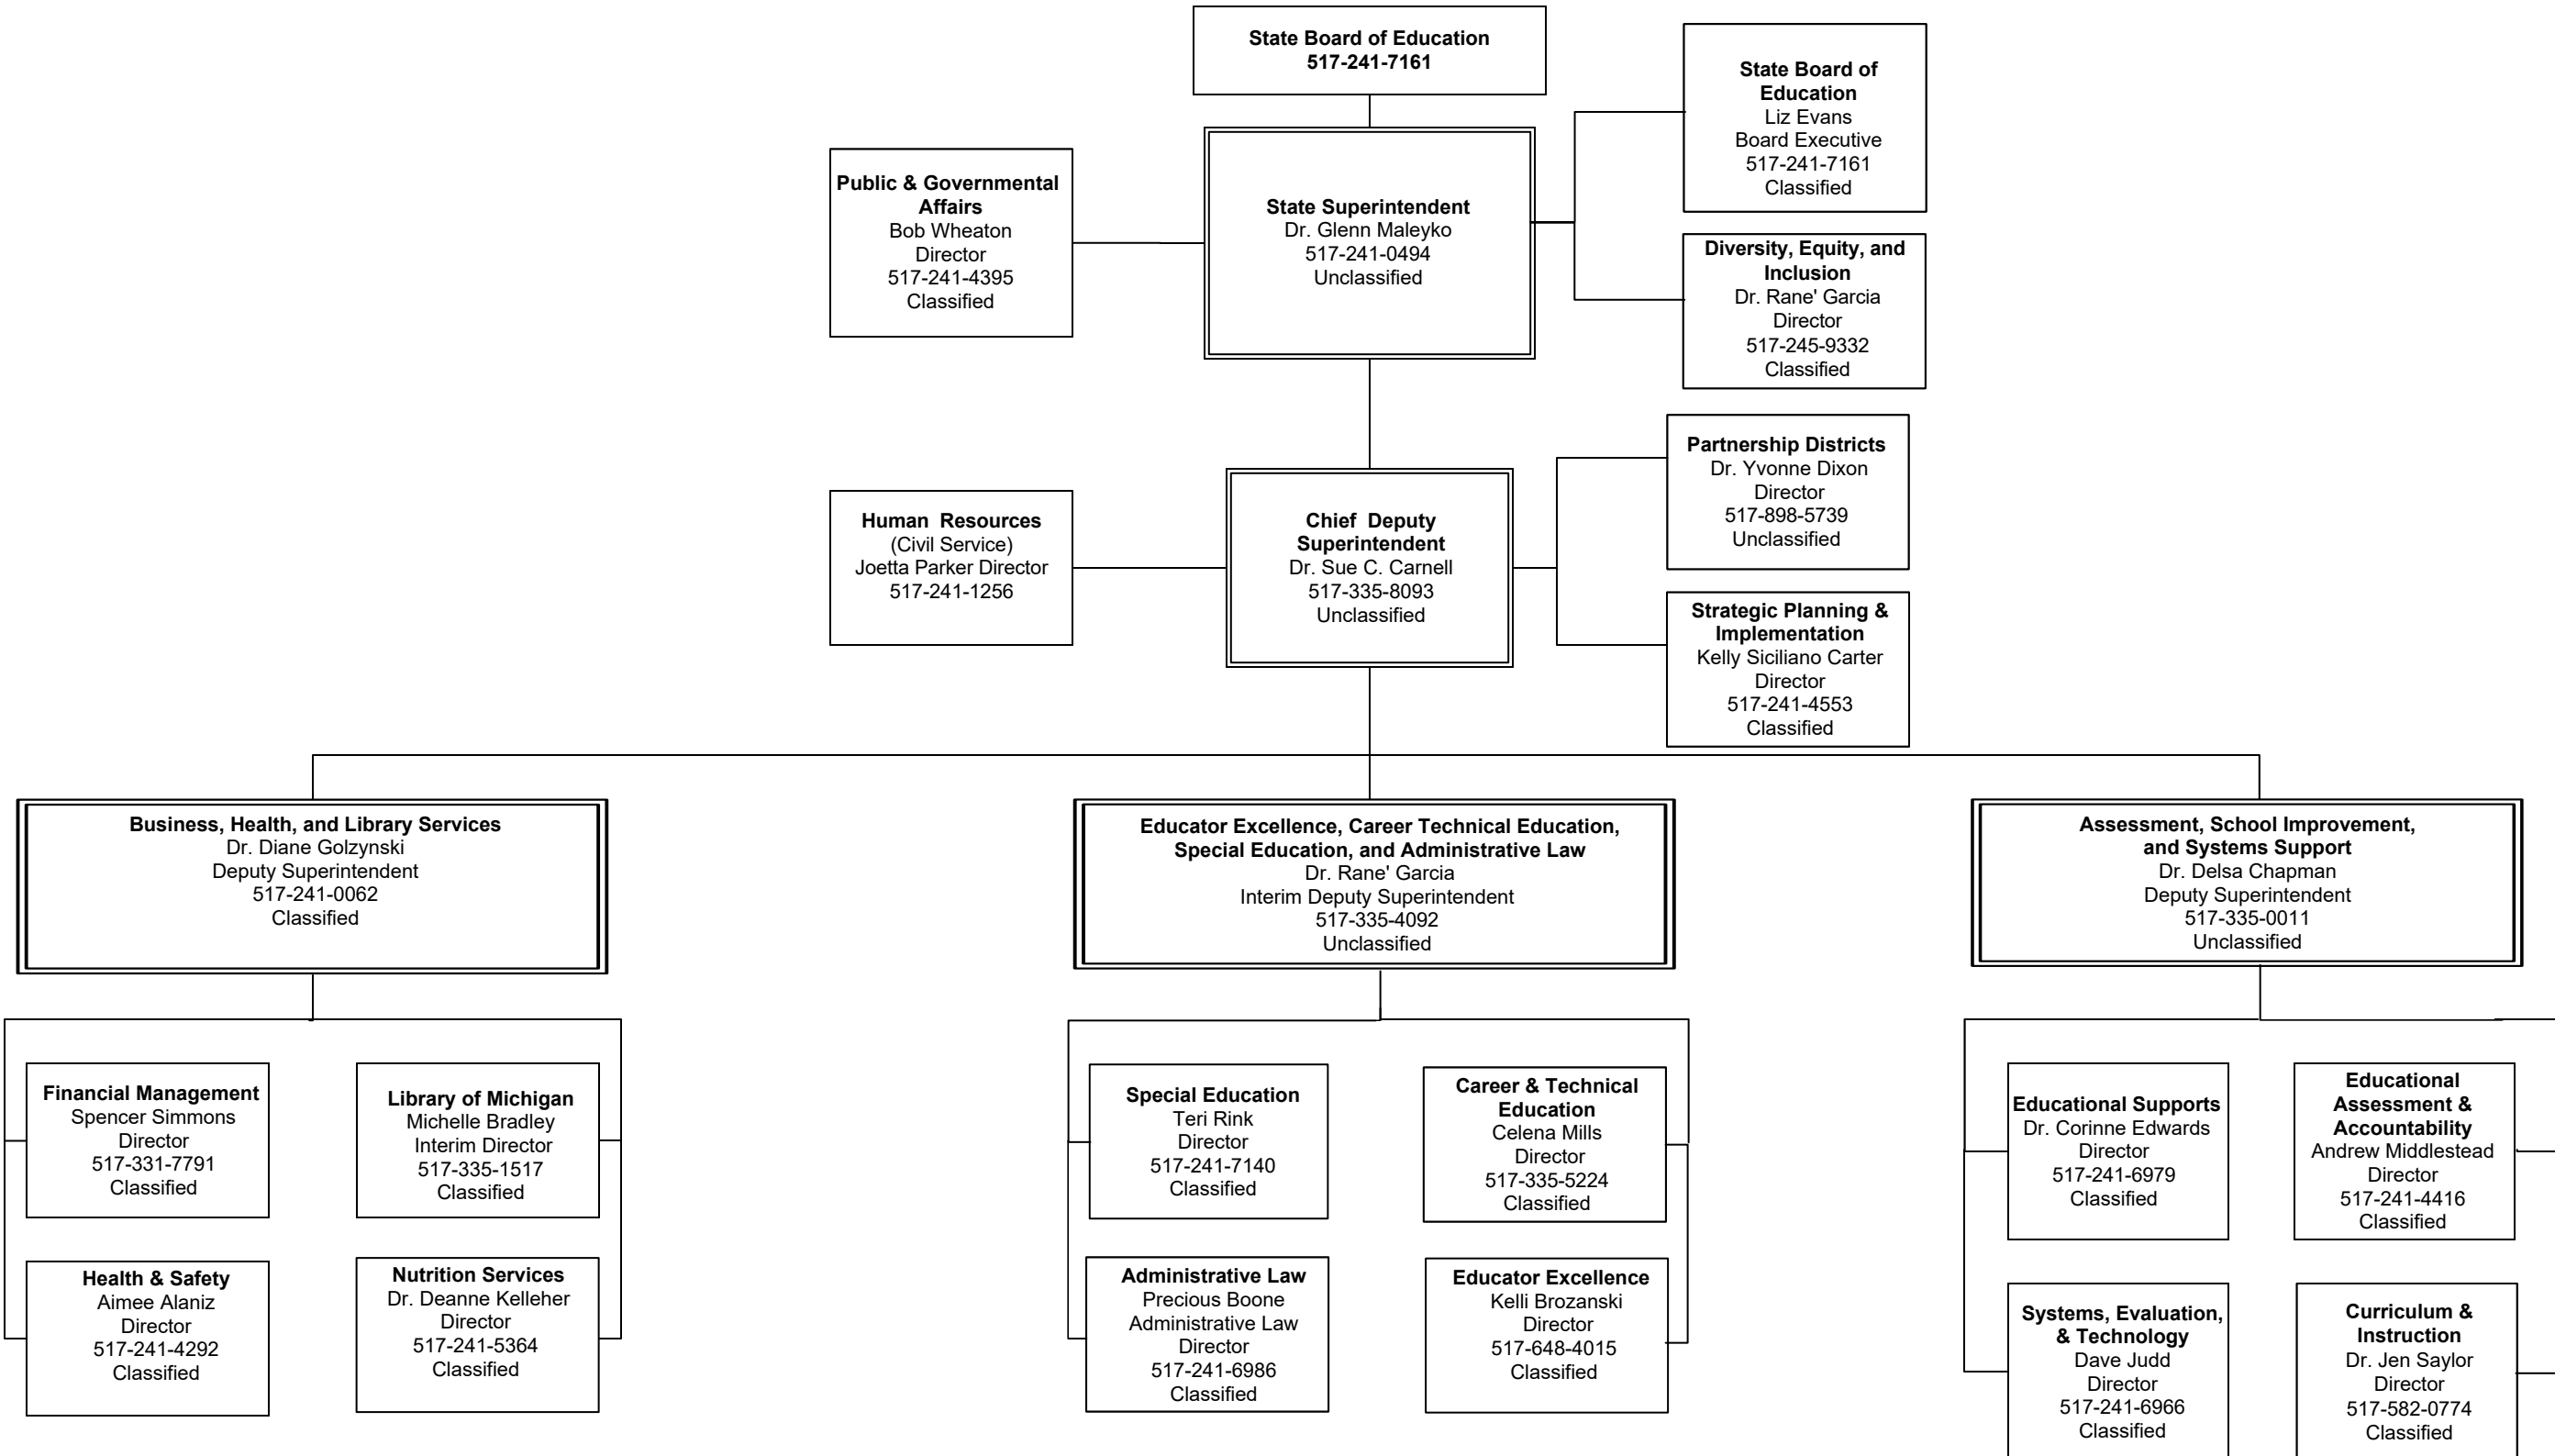 State Board of Education
517-241-7161
State Board of
Education
Liz Evans
Board Executive
517-241-7161
Classified
Public & Governmental
Affairs
Bob Wheaton
Director
517-241-4395
Classified
State Superintendent
Dr. Glenn Maleyko
517-241-0494
Unclassified
Diversity, Equity, and
Inclusion
Dr. Rane' Garcia
Director
517-245-9332
Classified
Partnership Districts
Dr. Yvonne Dixon
Director
517-898-5739
Unclassified
Human  Resources
(Civil Service)
Joetta Parker Director
517-241-1256
Chief  Deputy
Superintendent
Dr. Sue C. Carnell
517-335-8093
Unclassified
Strategic Planning &
Implementation
Kelly Siciliano Carter
Director
517-241-4553
Classified
Business, Health, and Library Services
Dr. Diane Golzynski
Deputy Superintendent
517-241-0062
Classified
Educator Excellence, Career Technical Education,
Special Education, and Administrative Law
Dr. Rane' Garcia
Interim Deputy Superintendent
517-335-4092
Unclassified
Assessment, School Improvement,
and Systems Support
Dr. Delsa Chapman
Deputy Superintendent
517-335-0011
Unclassified
Financial Management
Spencer Simmons
Director
517-331-7791
Classified
Library of Michigan
Michelle Bradley
Interim Director
517-335-1517
Classified
Special Education
Teri Rink
Director
517-241-7140
Classified
Career & Technical
Education
Celena Mills
Director
517-335-5224
Classified
Educational Supports
Dr. Corinne Edwards
Director
517-241-6979
Classified
Educational
Assessment &
Accountability
Andrew Middlestead
Director
517-241-4416
Classified
Health & Safety
Aimee Alaniz
Director
517-241-4292
Classified
Nutrition Services
Dr. Deanne Kelleher
Director
517-241-5364
Classified
Administrative Law
Precious Boone
Administrative Law
Director
517-241-6986
Classified
Educator Excellence
Kelli Brozanski
Director
517-648-4015
Classified
Systems, Evaluation,
& Technology
Dave Judd
Director
517-241-6966
Classified
Curriculum &
Instruction
Dr. Jen Saylor
Director
517-582-0774
Classified